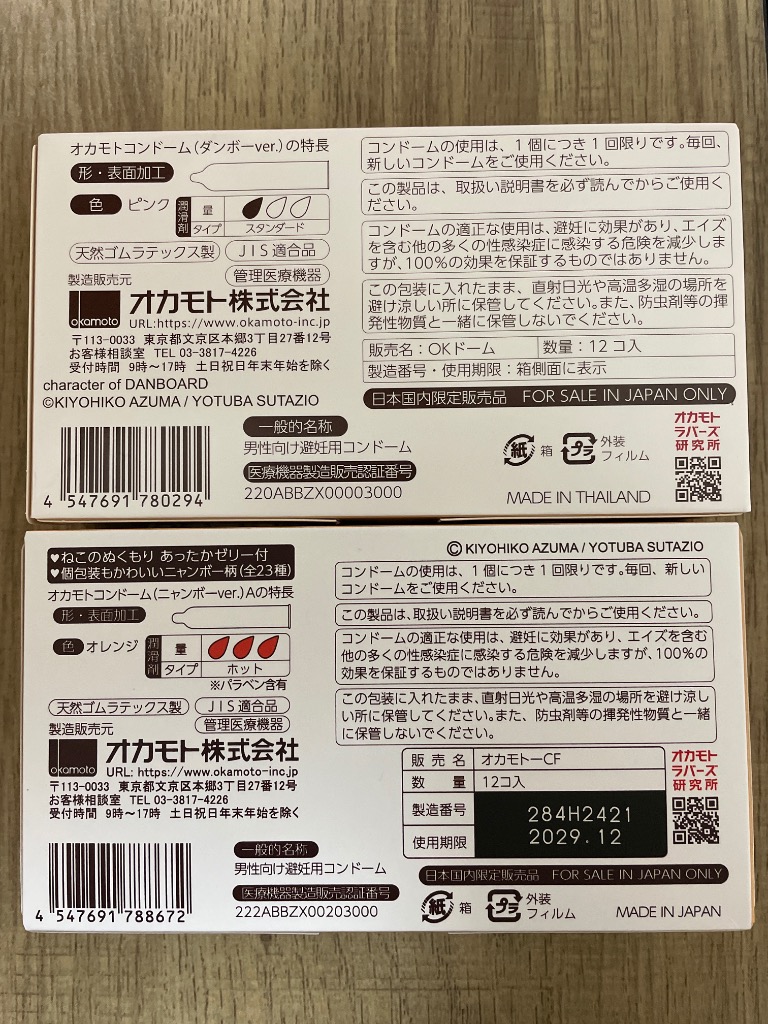 オカモトコンドーム(ダンボーver.)の特長
形・表面加工
色 ピンク
潤滑剤 量
タイプ スタンダード
天然ゴムラテックス製 JIS適合品
管理医療機器
製造販売元
okamoto オカモト株式会社
URL:https://www.okamoto-inc.jp
〒113-0033 東京都文京区本郷3丁目27番12号
お客様相談室 TEL 03-3817-4226
受付時間 9時〜17時 土日祝日年末年始を除く
character of DANBOARD
©KIYOHIKO AZUMA / YOTUBA SUTAZIO
4 547691 780294
一般的名称
男性向け避妊用コンドーム
医療機器製造販売認証番号
220ABBZX00003000
コンドームの使用は、1個につき1回限りです。毎回、
新しいコンドームをご使用ください。
この製品は、取扱い説明書を必ず読んでからご使用く
ださい。
コンドームの適正な使用は、避妊に効果があり、エイズ
を含む他の多くの性感染症に感染する危険を減少しま
すが、100%の効果を保証するものではありません。
この包装に入れたまま、直射日光や高温多湿の場所を
避け涼しい所に保管してください。また、防虫剤等の揮
発性物質と一緒に保管しないでください。
販売名:OKドーム 数量:12コ入
製造番号・使用期限:箱側面に表示
日本国内限定販売品 FOR SALE IN JAPAN ONLY
紙 箱 プラ 外装
フィルム
オカモト
ラバーズ
研究所
MADE IN THAILAND
♥ねこのぬくもり あったかゼリー付
♥個包装もかわいいニャンボー柄(全23種)
オカモトコンドーム(ニャンボーver.)Aの特長
形・表面加工
色 オレンジ
潤滑剤 量
タイプ ホット
※パラベン含有
天然ゴムラテックス製 JIS適合品
管理医療機器
製造販売元
okamoto オカモト株式会社
URL: https://www.okamoto-inc.jp
〒113-0033 東京都文京区本郷3丁目27番12号
お客様相談室 TEL 03-3817-4226
受付時間 9時〜17時 土日祝日年末年始を除く
4 547691 788672
一般的名称
男性向け避妊用コンドーム
医療機器製造販売認証番号
222ABBZX00203000
©KIYOHIKO AZUMA / YOTUBA SUTAZIO
コンドームの使用は、1個につき1回限りです。毎回、新しい
コンドームをご使用ください。
この製品は、取扱い説明書を必ず読んでからご使用ください。
コンドームの適正な使用は、避妊に効果があり、エイズを含む
他の多くの性感染症に感染する危険を減少しますが、100%の
効果を保証するものではありません。
この包装に入れたまま、直射日光や高温多湿の場所を避け涼し
い所に保管してください。また、防虫剤等の揮発性物質と一緒
に保管しないでください。
販売名 オカモトーCF
数量 12コ入
製造番号 284H2421
使用期限 2029.12
オカモト
ラバーズ
研究所
日本国内限定販売品 FOR SALE IN JAPAN ONLY
紙 箱 プラ 外装
フィルム
MADE IN JAPAN